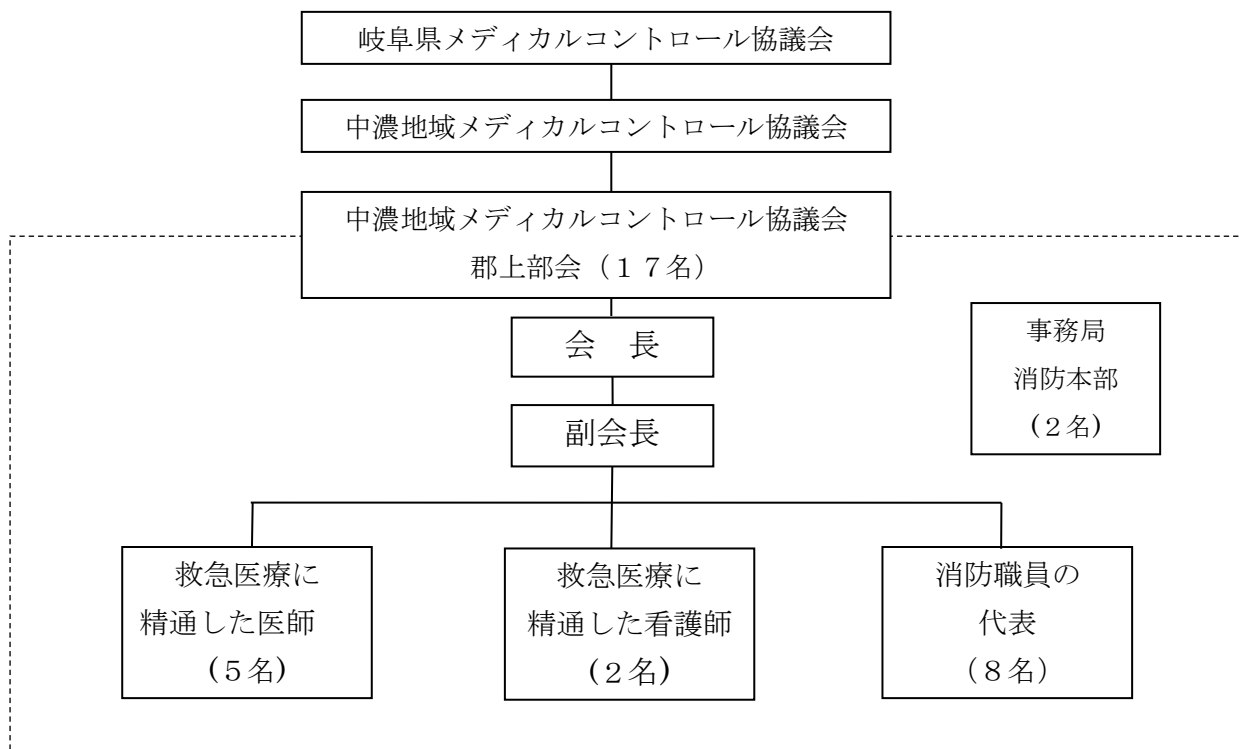 岐阜県メディカルコントロール協議会
中濃地域メディカルコントロール協議会
中濃地域メディカルコントロール協議会
郡上部会（１７名）
会　長
副会長
事務局
消防本部
(２名)
救急医療に
精通した医師
(５名)
救急医療に
精通した看護師
(２名)
消防職員の
代表
（８名）